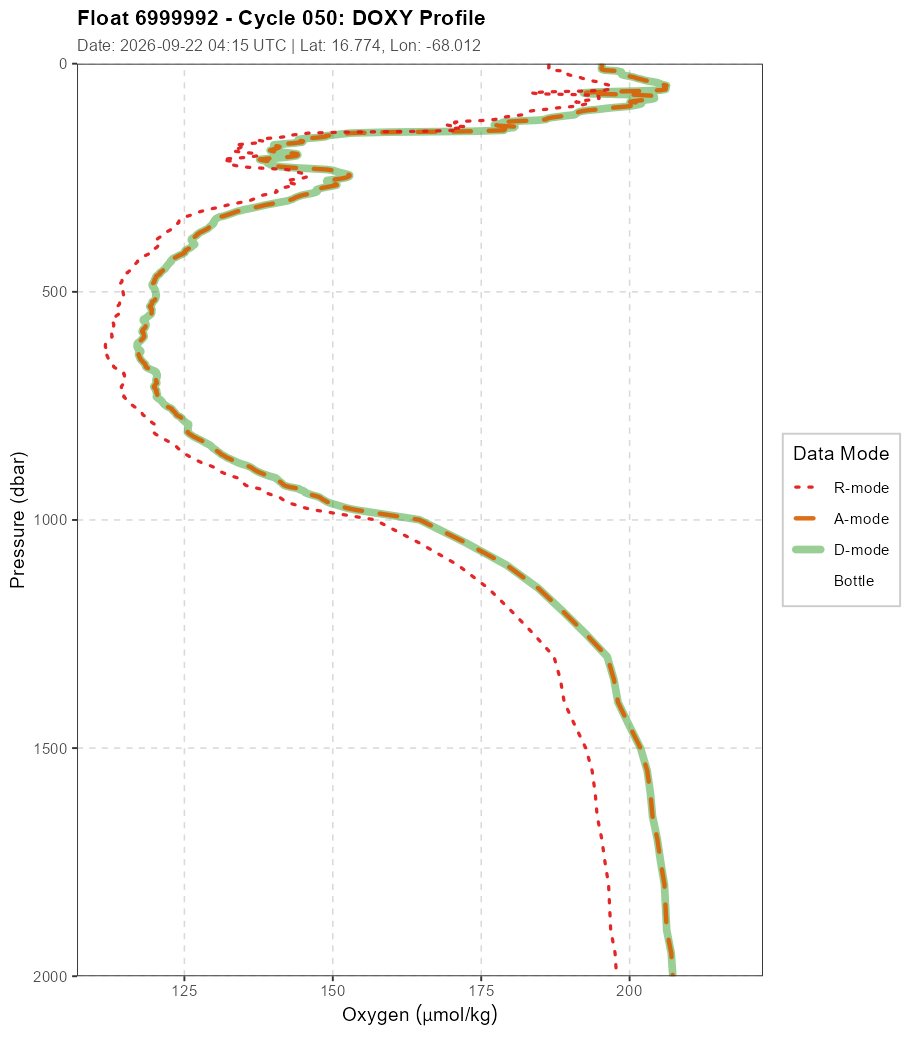 Float 6999992 - Cycle 050: DOXY Profile
Date: 2026-09-22 04:15 UTC | Lat: 16.774, Lon: -68.012
0
500
1000
1500
2000
Pressure (dbar)
125 150 175 200
Oxygen (μmol/kg)
Data Mode
R-mode
A-mode
D-mode
Bottle